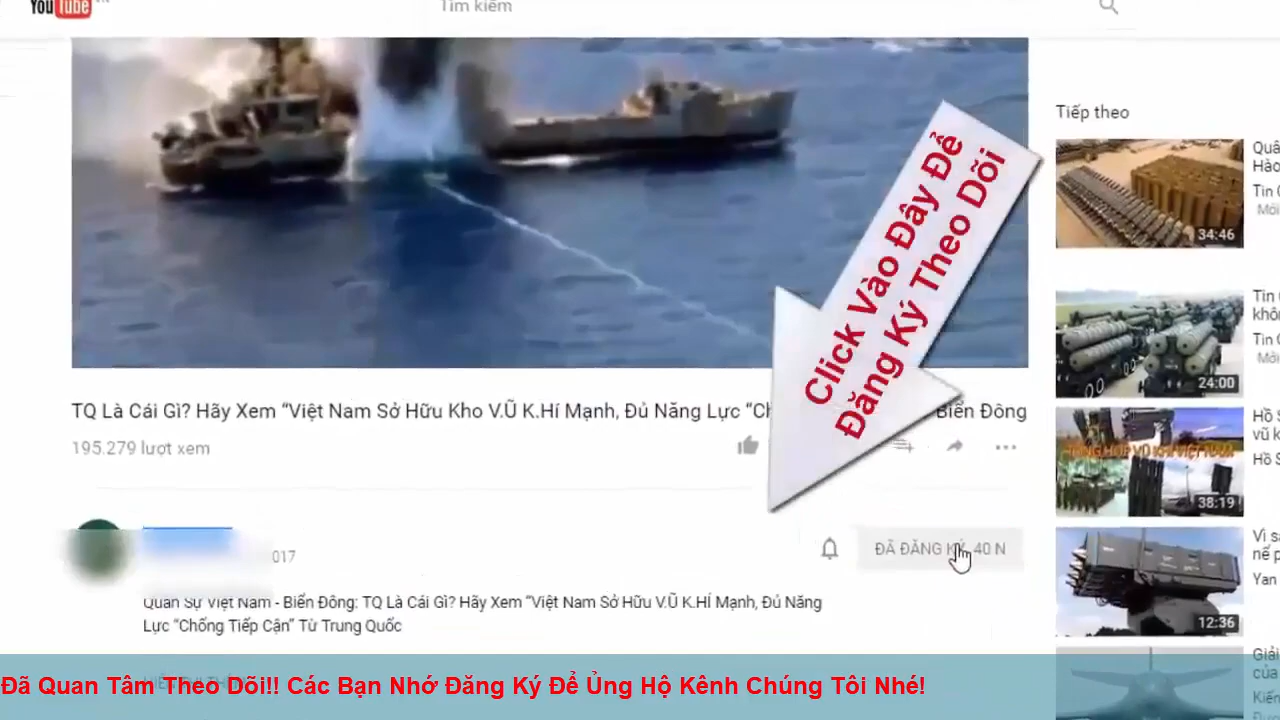 YouTube
Tìm kiếm
Click Vào Đây Để
Đăng Ký Theo Dõi
Tiếp theo
34:46
Tin
24:00
38:19
12:36
Yan
TQ Là Cái Gì? Hãy Xem “Việt Nam Sở Hữu Kho V.Ũ K.Hí Mạnh, Đủ Năng Lực “Ch Biển Đông
195.279 lượt xem
017
ĐÃ ĐĂNG KÝ 40 N
Quân Sự Việt Nam - Biển Đông: TQ Là Cái Gì? Hãy Xem “Việt Nam Sở Hữu V.Ũ K.HÍ Mạnh, Đủ Năng
Lực “Chống Tiếp Cận” Từ Trung Quốc
Đã Quan Tâm Theo Dõi!! Các Bạn Nhớ Đăng Ký Để Ủng Hộ Kênh Chúng Tôi Nhé!